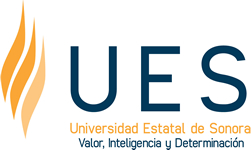 UES
Universidad Estatal de Sonora
Valor, Inteligencia y Determinación